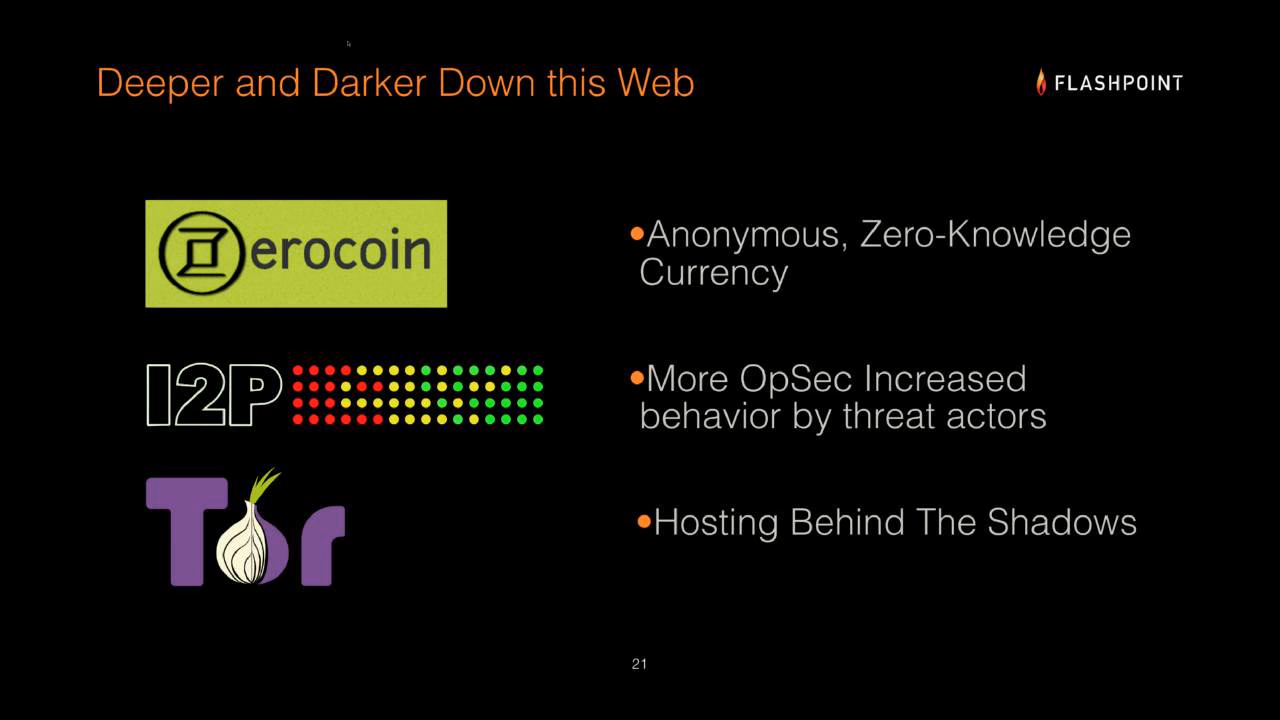 Deeper and Darker Down this Web
FLASHPOINT
Zerocoin
•Anonymous, Zero-Knowledge
Currency
I2P
•More OpSec Increased
behavior by threat actors
Tor
•Hosting Behind The Shadows
21